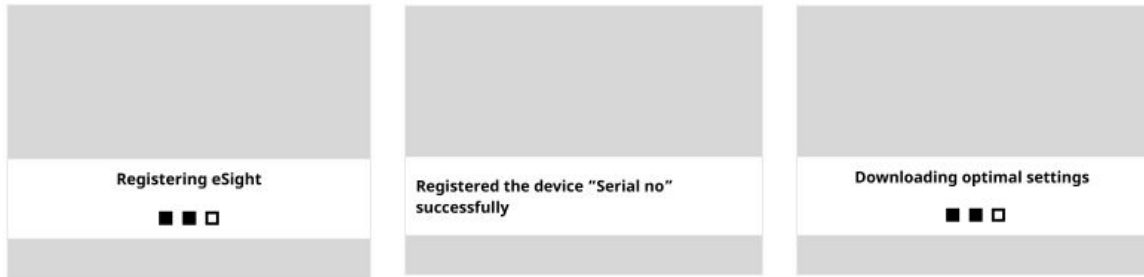 Registering eSight
Registered the device “Serial no”
successfully
Downloading optimal settings